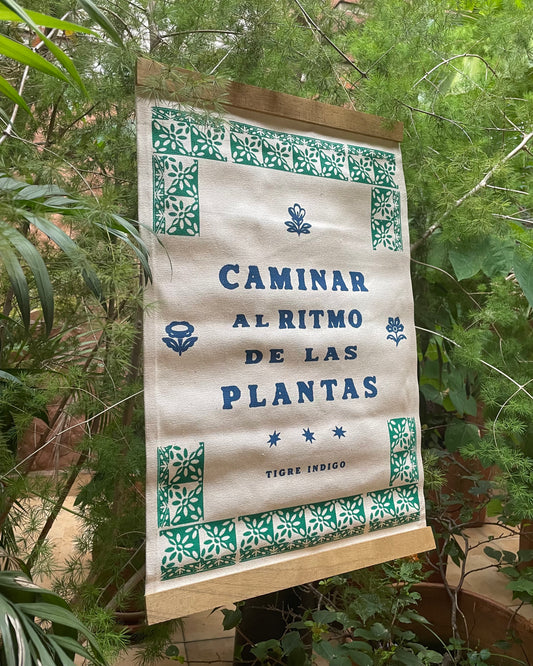 CAMINAR
AL RITMO
DE LAS
PLANTAS
TIGRE INDIGO